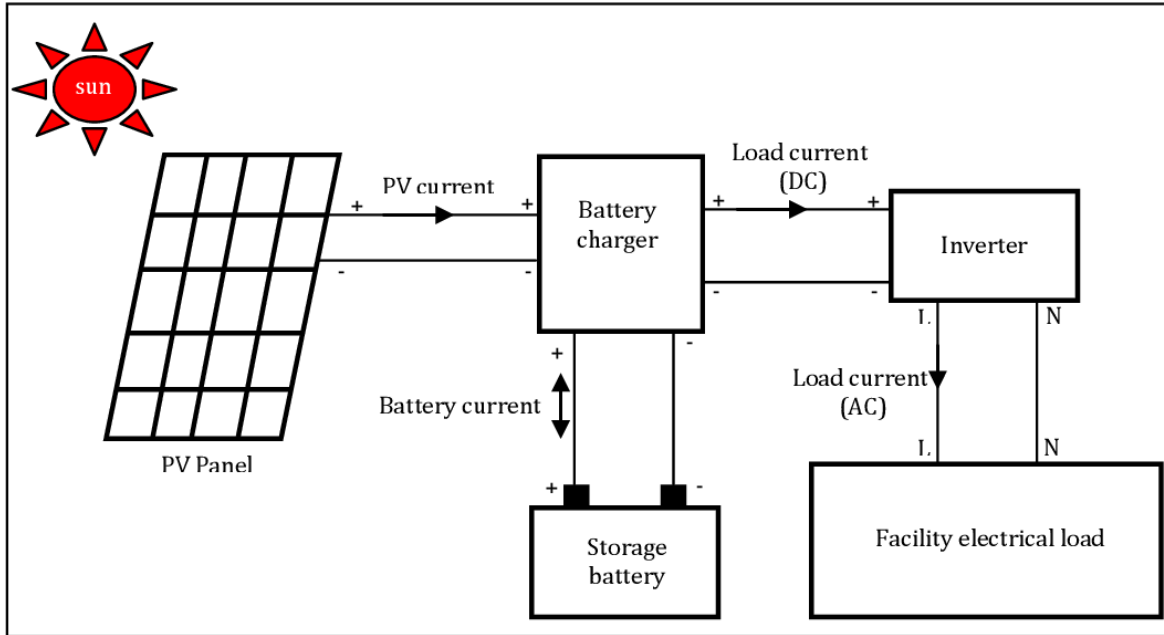 sun
PV current
+
+
-
-
PV Panel
Battery
charger
Load current
(DC)
+
+
-
-
Inverter
L
N
Load current
(AC)
L
N
+
-
Battery current
+
-
Storage
battery
Facility electrical load